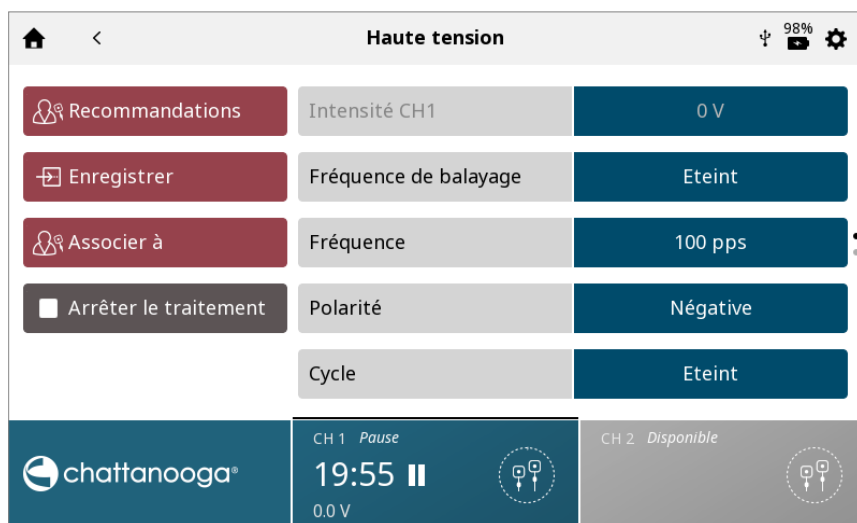 Haute tension
98%
Recommandations
Intensité CH1
0 V
Enregistrer
Fréquence de balayage
Eteint
Associer à
Fréquence
100 pps
Arrêter le traitement
Polarité
Négative
Cycle
Eteint
chattanooga®
CH 1 Pause
19:55
0.0 V
CH 2 Disponible